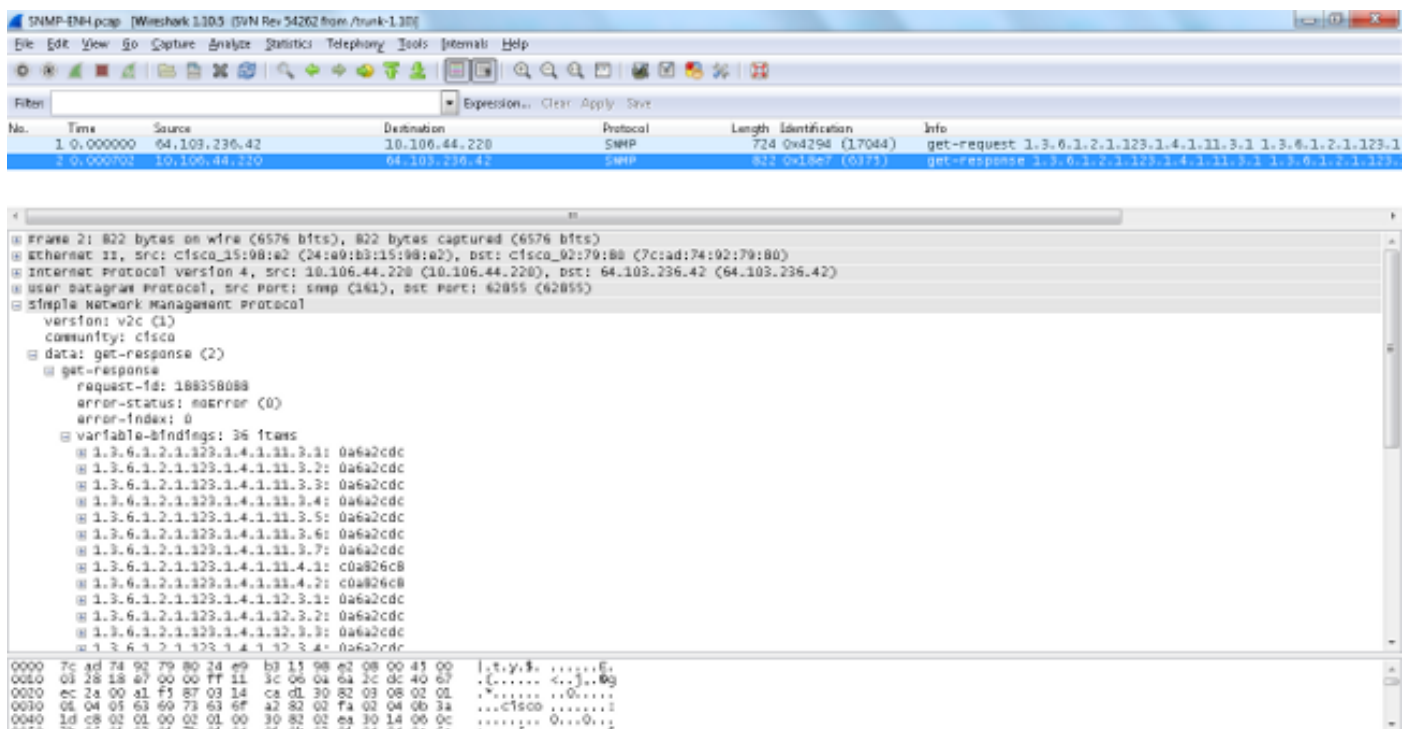 SNMP-ENH.pcap [Wireshark 1.10.5 (SVN Rev 54262 from /trunk-1.10)]
File Edit View Go Capture Analyze Statistics Telephony Tools Internals Help
Filter: Expression... Clear Apply Save
No. Time Source Destination Protocol Length Identification Info
1 0.000000 64.103.236.42 10.106.44.220 SNMP 724 0x4294 (17044) get-request 1.3.6.1.2.1.123.1.4.1.11.3.1 1.3.6.1.2.1.123.1
2 0.000702 10.106.44.220 64.103.236.42 SNMP 822 0x18e7 (6375) get-response 1.3.6.1.2.1.123.1.4.1.11.3.1 1.3.6.1.2.1.123.
Frame 2: 822 bytes on wire (6576 bits), 822 bytes captured (6576 bits)
Ethernet II, Src: Cisco_15:98:e2 (24:e9:b3:15:98:e2), Dst: Cisco_92:79:80 (7c:ad:74:92:79:80)
Internet Protocol Version 4, Src: 10.106.44.220 (10.106.44.220), Dst: 64.103.236.42 (64.103.236.42)
User Datagram Protocol, Src Port: snmp (161), Dst Port: 62855 (62855)
Simple Network Management Protocol
version: v2c (1)
community: cisco
data: get-response (2)
get-response
request-id: 188358088
error-status: noError (0)
error-index: 0
variable-bindings: 36 items
1.3.6.1.2.1.123.1.4.1.11.3.1: 0a6a2cdc
1.3.6.1.2.1.123.1.4.1.11.3.2: 0a6a2cdc
1.3.6.1.2.1.123.1.4.1.11.3.3: 0a6a2cdc
1.3.6.1.2.1.123.1.4.1.11.3.4: 0a6a2cdc
1.3.6.1.2.1.123.1.4.1.11.3.5: 0a6a2cdc
1.3.6.1.2.1.123.1.4.1.11.3.6: 0a6a2cdc
1.3.6.1.2.1.123.1.4.1.11.3.7: 0a6a2cdc
1.3.6.1.2.1.123.1.4.1.11.4.1: c0a826c8
1.3.6.1.2.1.123.1.4.1.11.4.2: c0a826c8
1.3.6.1.2.1.123.1.4.1.12.3.1: 0a6a2cdc
1.3.6.1.2.1.123.1.4.1.12.3.2: 0a6a2cdc
1.3.6.1.2.1.123.1.4.1.12.3.3: 0a6a2cdc
1.3.6.1.2.1.123.1.4.1.12.3.4: 0a6a2cdc
0000 7c ad 74 92 79 80 24 e9 b3 15 98 e2 08 00 45 00 |.t.y.$. ......E.
0010 03 28 18 e7 00 00 ff 11 3c 06 0a 6a 2c dc 40 67 .(...... <..j,.@g
0020 ec 2a 00 a1 f5 87 03 14 ca d1 30 82 03 08 02 01 .*...... ..0.....
0030 01 04 05 63 69 73 63 6f a2 82 02 fa 02 04 0b 3a ...cisco .......:
0040 1d c8 02 01 00 02 01 00 30 82 02 ea 30 14 06 0c ........ 0...0...